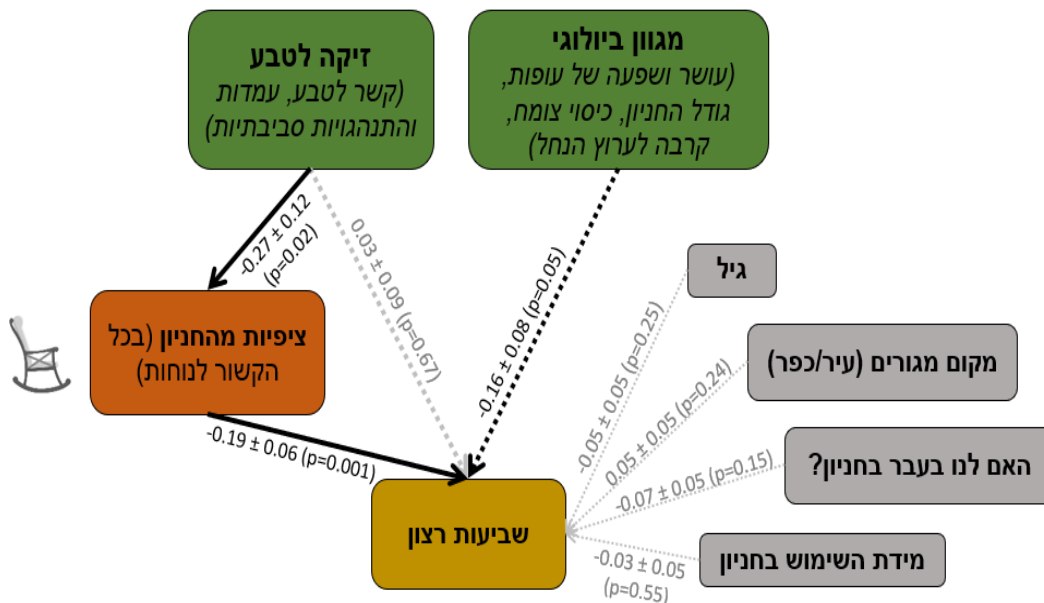 זיקה לטבע
(קשר לטבע, עמדות
והתנהגויות סביבתיות)
מגוון ביולוגי
(עושר ושפעה של עופות,
גודל החניון, כיסוי צומח,
קרבה לערוץ הנחל)
-0.27 ± 0.12
(p=0.02)
0.03 ± 0.09 (p=0.67)
-0.16 ± 0.08 (p=0.05)
גיל
-0.05 ± 0.05 (p=0.25)
ציפיות מהחניון (בכל
הקשור לנוחות)
מקום מגורים (עיר/כפר)
0.05 ± 0.05 (p=0.24)
-0.19 ± 0.06 (p=0.001)
האם לנו בעבר בחניון?
-0.07 ± 0.05 (p=0.15)
שביעות רצון
מידת השימוש בחניון
-0.03 ± 0.05
(p=0.55)